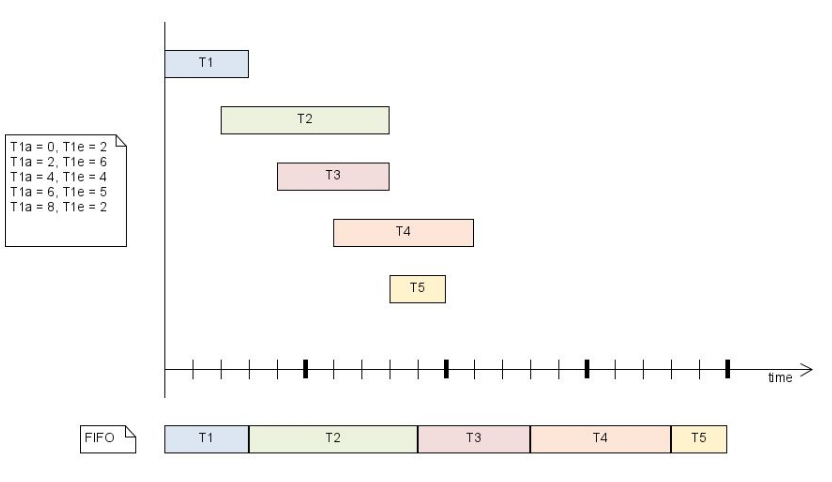 T1
T2
T1a = 0, T1e = 2
T1a = 2, T1e = 6
T1a = 4, T1e = 4
T1a = 6, T1e = 5
T1a = 8, T1e = 2
T3
T4
T5
time
FIFO T1 T2 T3 T4 T5